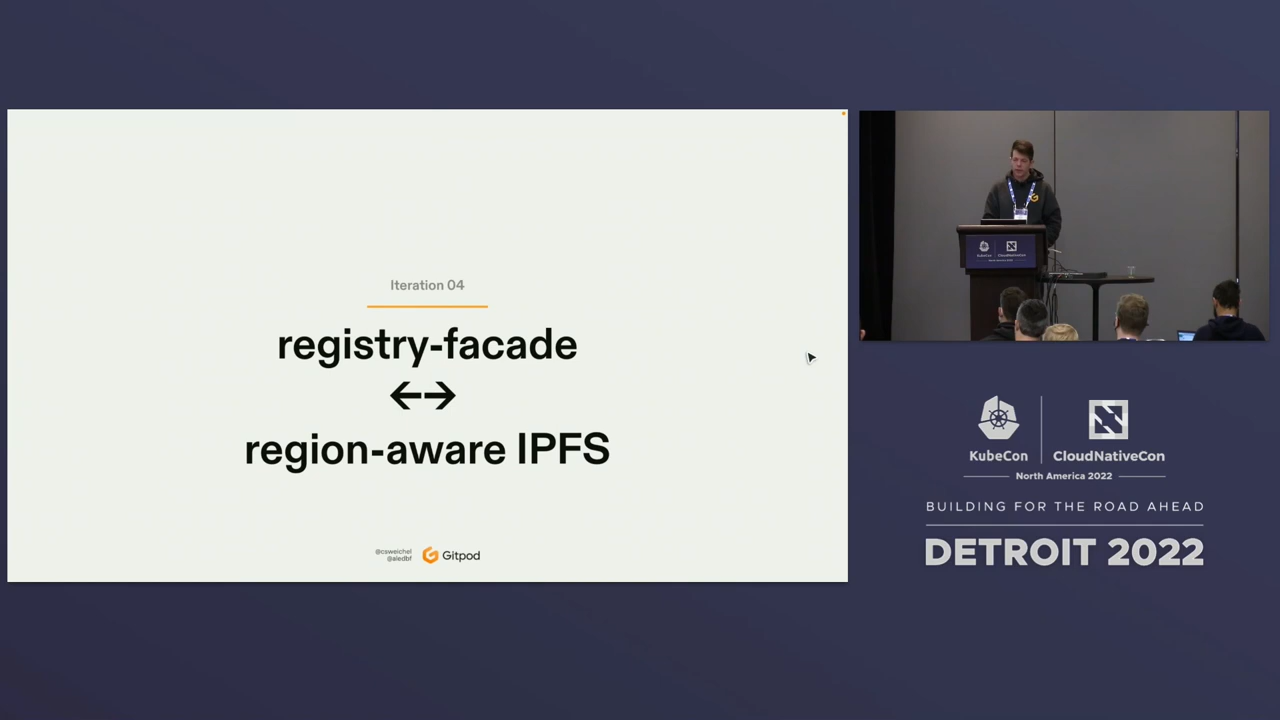 Iteration 04
registry-facade
←→
region-aware IPFS
@csweichel
@aledbf
Gitpod
KubeCon
CloudNativeCon
North America 2022
BUILDING FOR THE ROAD AHEAD
DETROIT 2022